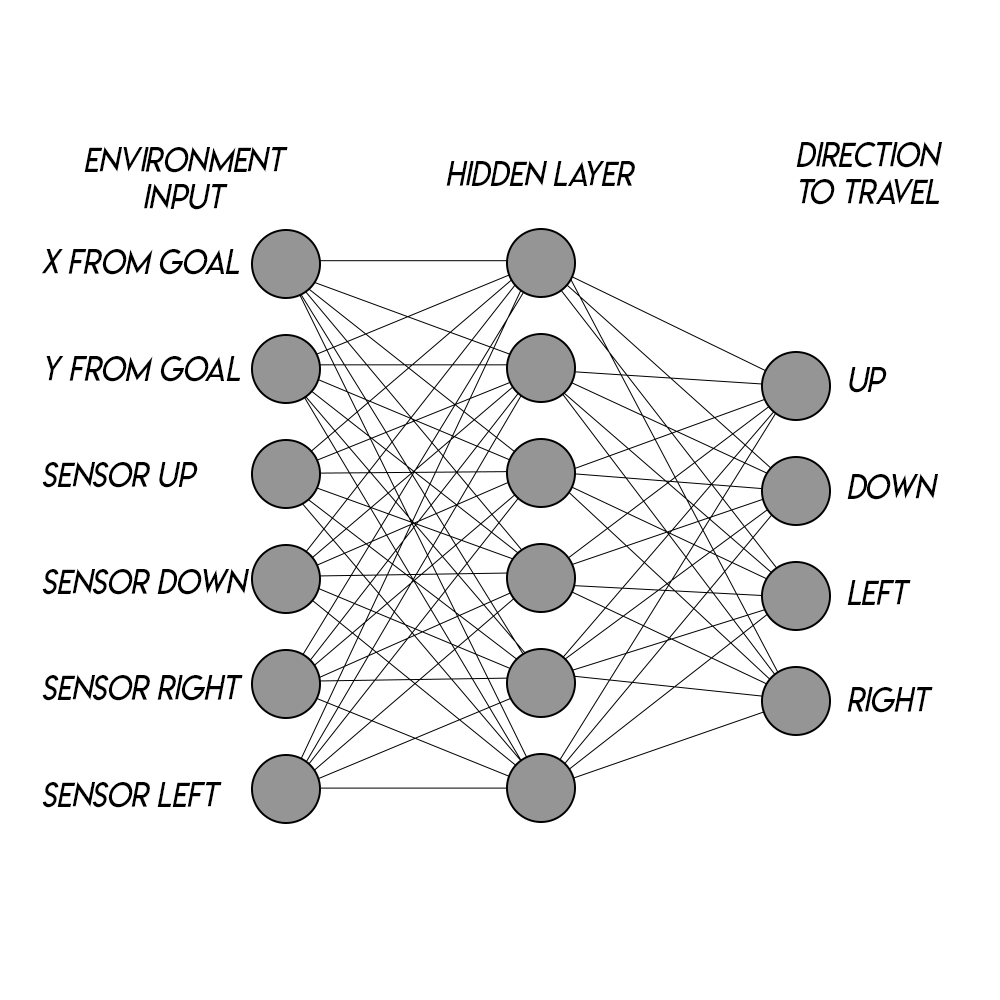 ENVIRONMENT
INPUT
HIDDEN LAYER
DIRECTION
TO TRAVEL
X FROM GOAL
Y FROM GOAL
SENSOR UP
SENSOR DOWN
SENSOR RIGHT
SENSOR LEFT
UP
DOWN
LEFT
RIGHT